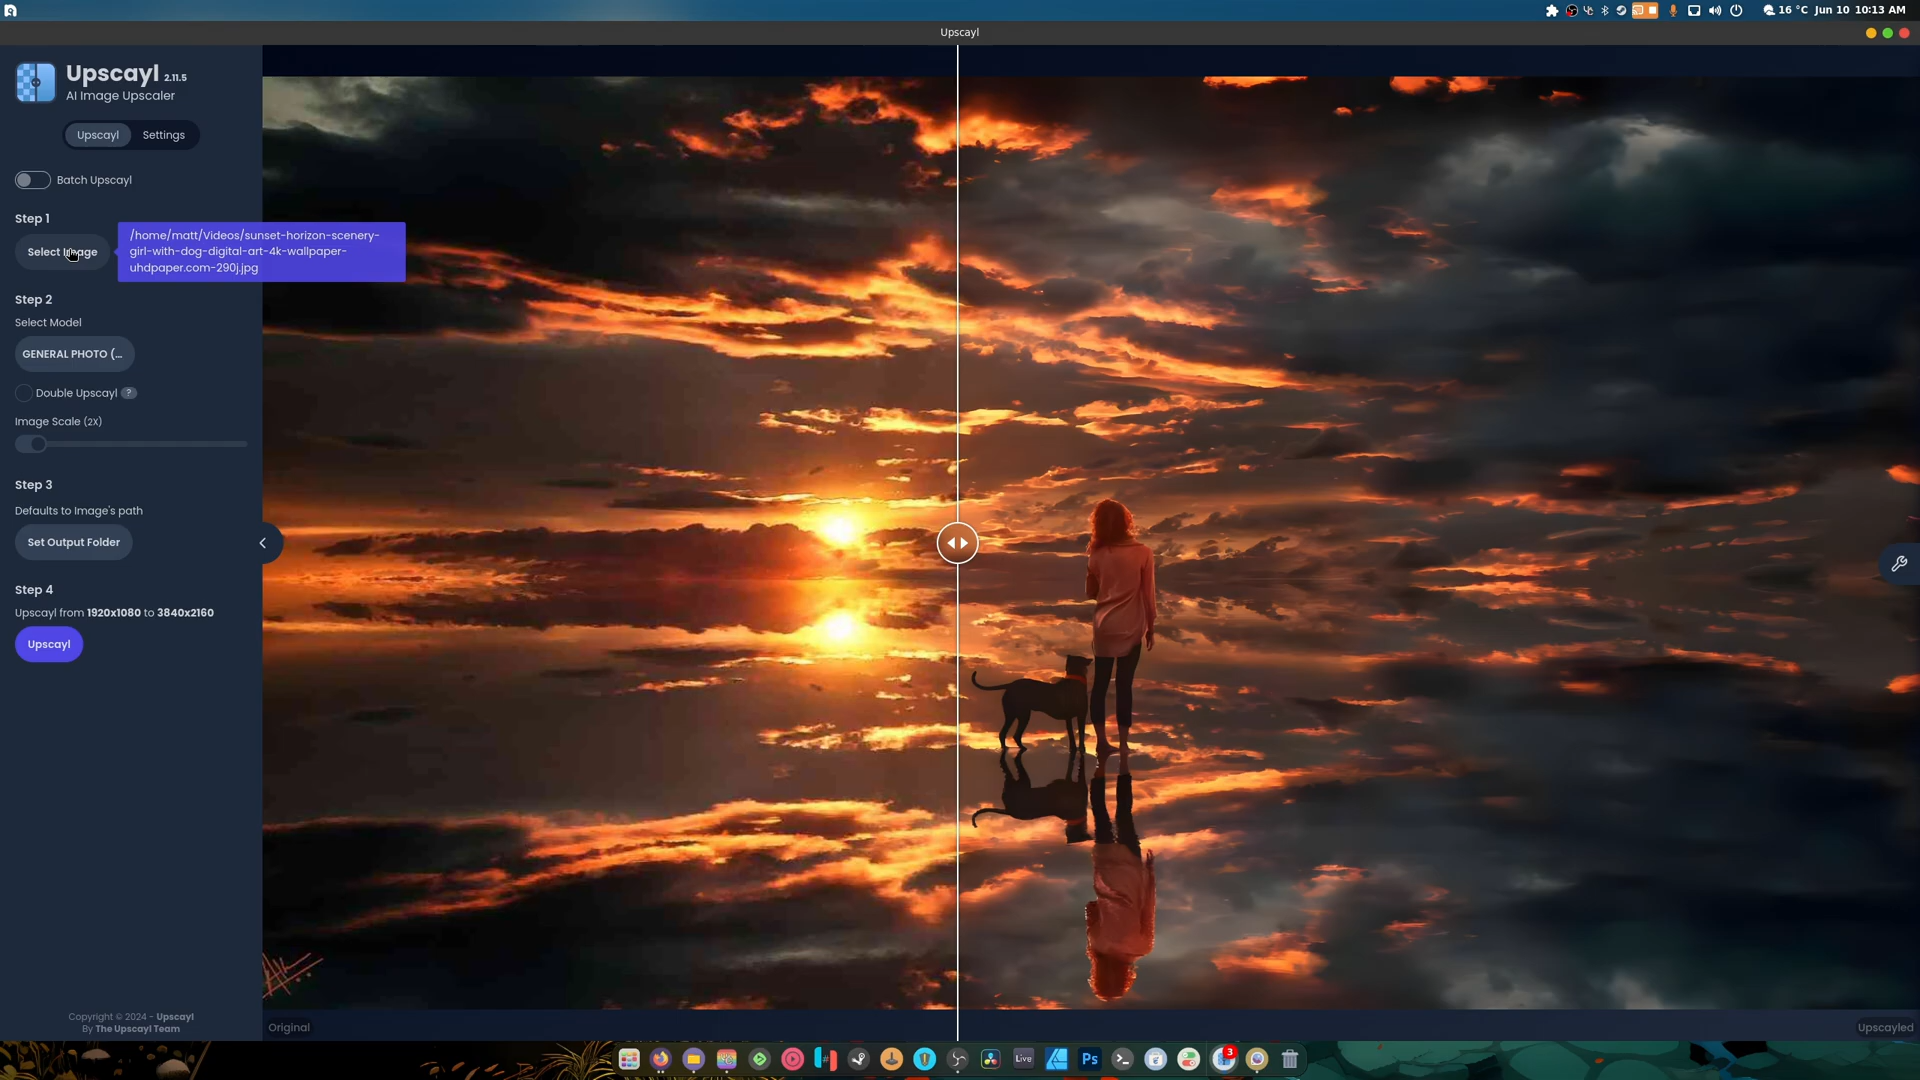 16 °C Jun 10 10:13 AM
Upscayl
Upscayl 2.11.5
AI Image Upscaler
Upscayl Settings
Batch Upscayl
Step 1
Select Image
/home/matt/Videos/sunset-horizon-scenery-
girl-with-dog-digital-art-4k-wallpaper-
uhdpaper.com-290j.jpg
Step 2
Select Model
GENERAL PHOTO (...
Double Upscayl ?
Image Scale (2X)
Step 3
Defaults to Image's path
Set Output Folder
Step 4
Upscayl from 1920x1080 to 3840x2160
Upscayl
Copyright © 2024 - Upscayl
By The Upscayl Team
Original
Upscayled
Live
Ps
3